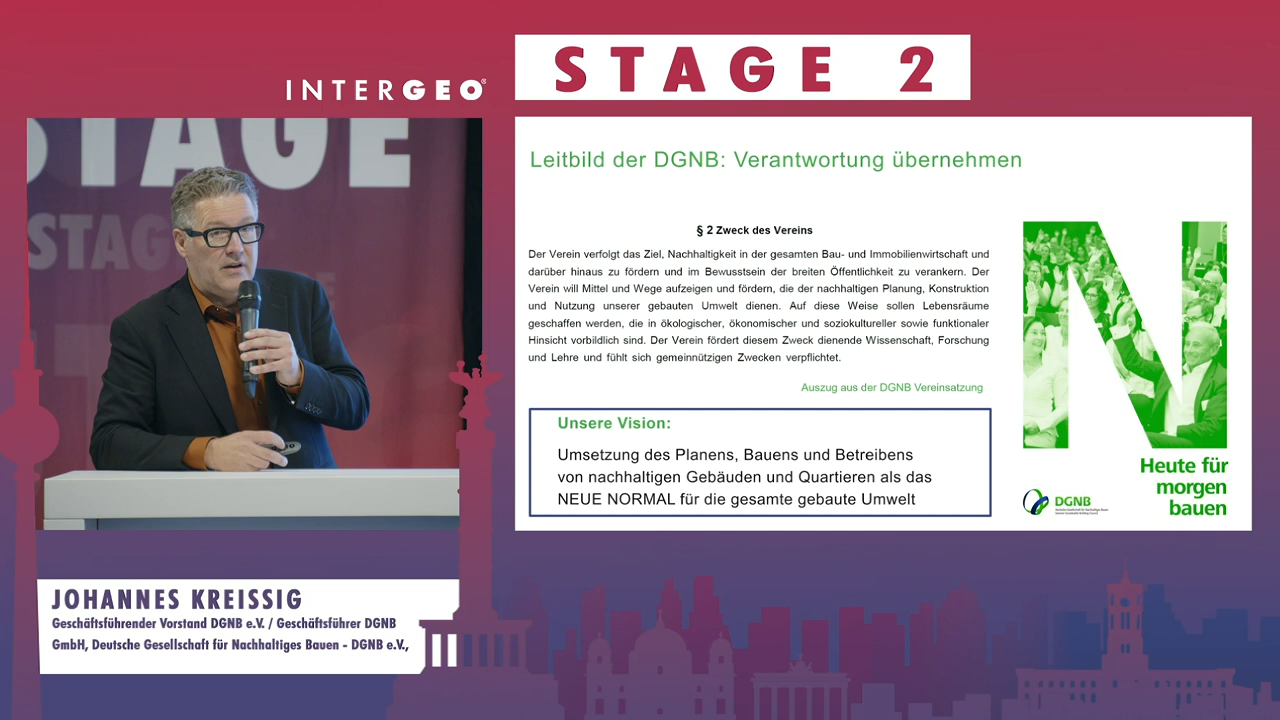 INTERGEO®
STAGE 2
STAGE
STAG
Leitbild der DGNB: Verantwortung übernehmen
§ 2 Zweck des Vereins
Der Verein verfolgt das Ziel, Nachhaltigkeit in der gesamten Bau- und Immobilienwirtschaft und
darüber hinaus zu fördern und im Bewusstsein der breiten Öffentlichkeit zu verankern. Der
Verein will Mittel und Wege aufzeigen und fördern, die der nachhaltigen Planung, Konstruktion
und Nutzung unserer gebauten Umwelt dienen. Auf diese Weise sollen Lebensräume
geschaffen werden, die in ökologischer, ökonomischer und soziokultureller sowie funktionaler
Hinsicht vorbildlich sind. Der Verein fördert diesem Zweck dienende Wissenschaft, Forschung
und Lehre und fühlt sich gemeinnützigen Zwecken verpflichtet.
Auszug aus der DGNB Vereinsatzung
Unsere Vision:
Umsetzung des Planens, Bauens und Betreibens
von nachhaltigen Gebäuden und Quartieren als das
NEUE NORMAL für die gesamte gebaute Umwelt
N
Heute für
morgen
bauen
DGNB
JOHANNES KREISSIG
Geschäftsführender Vorstand DGNB e.V. / Geschäftsführer DGNB
GmbH, Deutsche Gesellschaft für Nachhaltiges Bauen - DGNB e.V.,